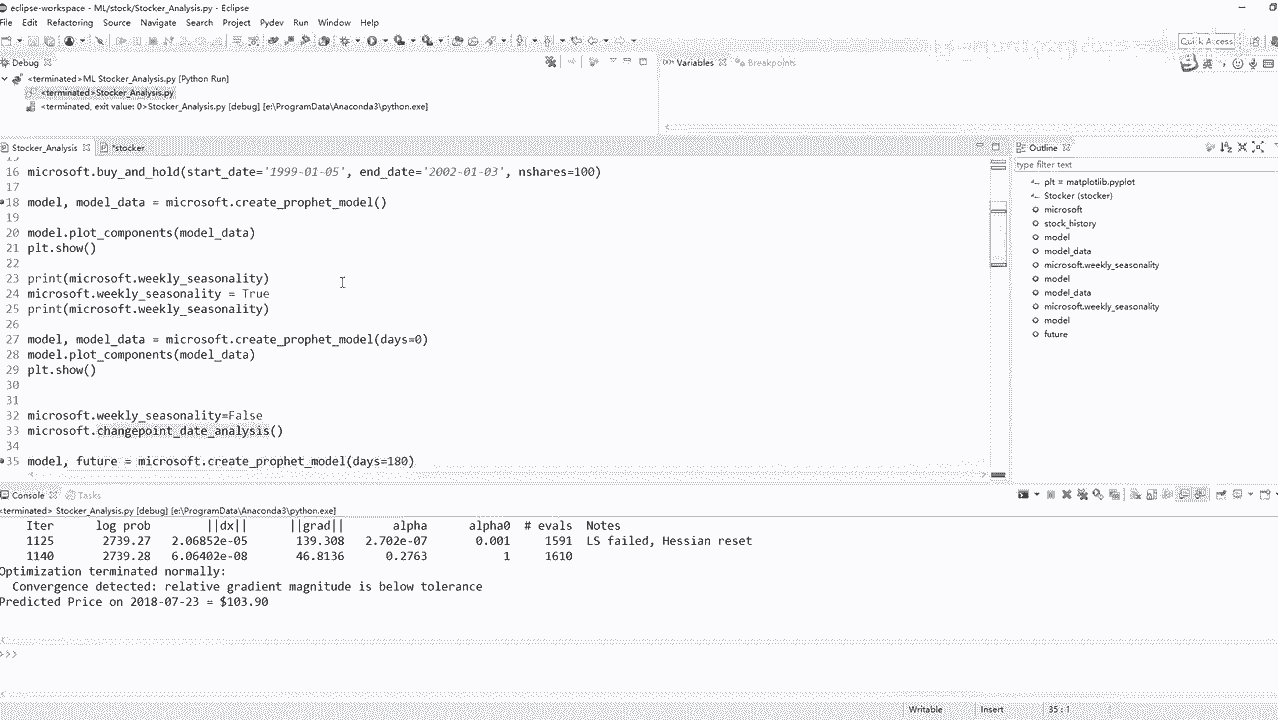 eclipse-workspace - ML/stock/Stocker_Analysis.py - Eclipse
File Edit Refactoring Source Navigate Search Project Pydev Run Window Help
Quick Access
Debug
Variables Breakpoints
<terminated>ML Stocker_Analysis.py [Python Run]
<terminated>Stocker_Analysis.py
<terminated, exit value: 0>Stocker_Analysis.py [debug] [e:\ProgramData\Anaconda3\python.exe]
Stocker_Analysis *stocker
Outline
type filter text
15
16 microsoft.buy_and_hold(start_date='1999-01-05', end_date='2002-01-03', nshares=100)
17
18 model, model_data = microsoft.create_prophet_model()
19
20 model.plot_components(model_data)
21 plt.show()
22
23 print(microsoft.weekly_seasonality)
24 microsoft.weekly_seasonality = True
25 print(microsoft.weekly_seasonality)
26
27 model, model_data = microsoft.create_prophet_model(days=0)
28 model.plot_components(model_data)
29 plt.show()
30
31
32 microsoft.weekly_seasonality=False
33 microsoft.changepoint_date_analysis()
34
35 model, future = microsoft.create_prophet_model(days=180)
plt = matplotlib.pyplot
Stocker (stocker)
microsoft
stock_history
model
model_data
microsoft.weekly_seasonality
model
model_data
microsoft.weekly_seasonality
model
future
Console Tasks
<terminated> Stocker_Analysis.py [debug] [e:\ProgramData\Anaconda3\python.exe]
Iter log prob ||dx|| ||grad|| alpha alpha0 # evals Notes
1125 2739.27 2.06852e-05 139.308 2.702e-07 0.001 1591 LS failed, Hessian reset
1140 2739.28 6.06402e-08 46.8136 0.2763 1 1610
Optimization terminated normally:
Convergence detected: relative gradient magnitude is below tolerance
Predicted Price on 2018-07-23 = $103.90
>>>
Writable Insert 35 : 1